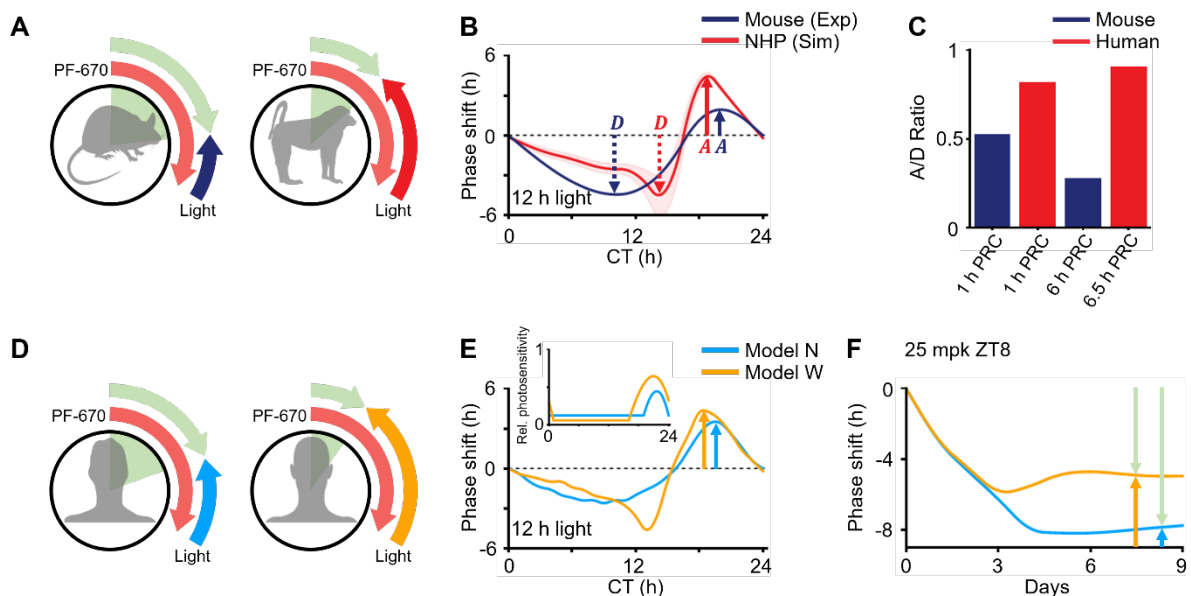 A
PF-670
Light
PF-670
Light
B
Mouse (Exp)
NHP (Sim)
Phase shift (h)
6
0
-6
D
D
A
A
12 h light
0
12
24
CT (h)
C
Mouse
Human
A/D Ratio
1
0.5
0
1 h PRC
1 h PRC
6 h PRC
6.5 h PRC
D
PF-670
Light
PF-670
Light
E
Model N
Model W
Rel. photosensitivity
1
0
0
24
Phase shift (h)
6
0
-6
12 h light
0
12
24
CT (h)
F
25 mpk ZT8
Phase shift (h)
0
-4
-8
0
3
6
9
Days